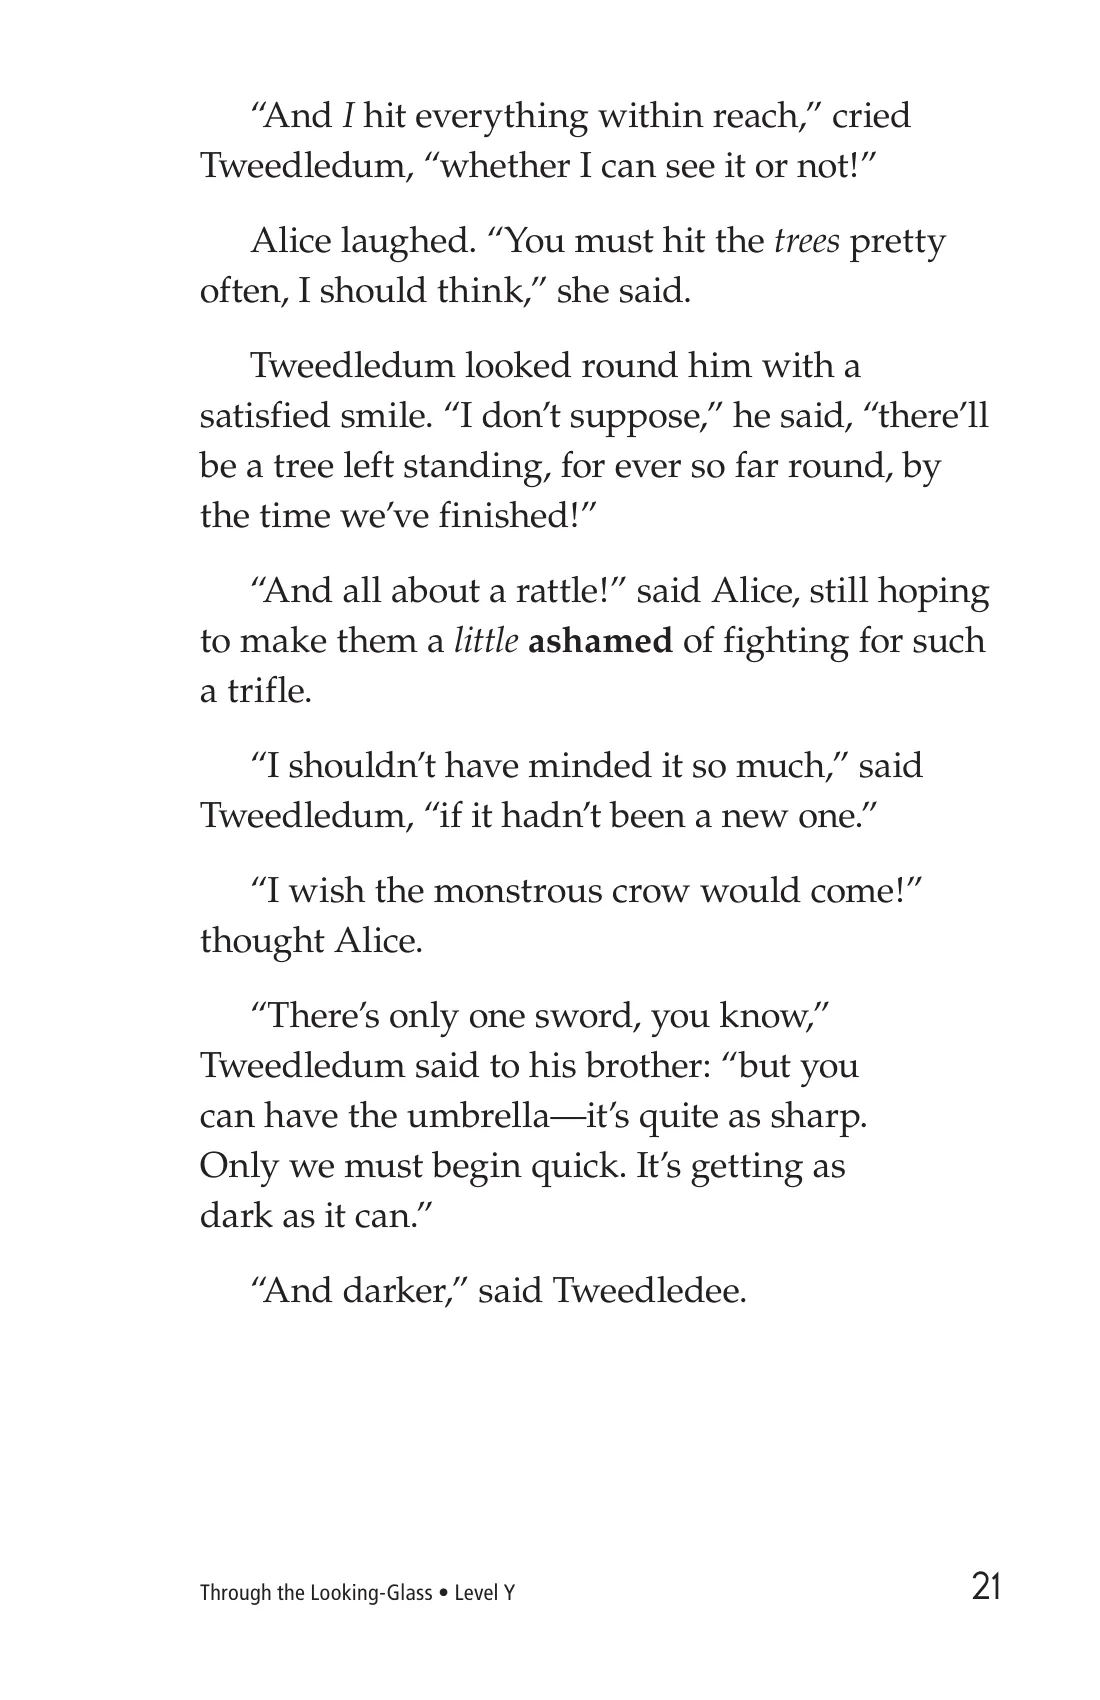 “And I hit everything within reach,” cried
Tweedledum, “whether I can see it or not!”
Alice laughed. “You must hit the trees pretty
often, I should think,” she said.
Tweedledum looked round him with a
satisfied smile. “I don’t suppose,” he said, “there’ll
be a tree left standing, for ever so far round, by
the time we’ve finished!”
“And all about a rattle!” said Alice, still hoping
to make them a little ashamed of fighting for such
a trifle.
“I shouldn’t have minded it so much,” said
Tweedledum, “if it hadn’t been a new one.”
“I wish the monstrous crow would come!”
thought Alice.
“There’s only one sword, you know,”
Tweedledum said to his brother: “but you
can have the umbrella—it’s quite as sharp.
Only we must begin quick. It’s getting as
dark as it can.”
“And darker,” said Tweedledee.
Through the Looking-Glass • Level Y
21